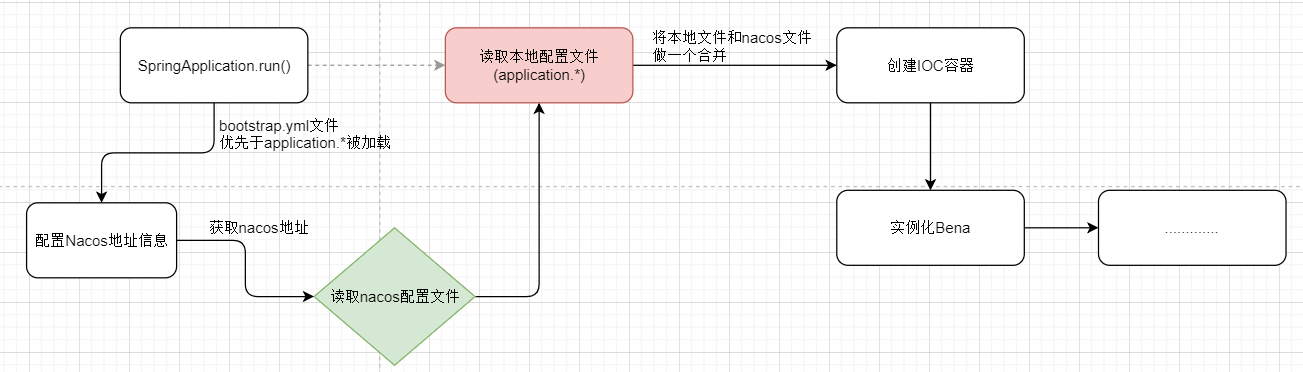 SpringApplication.run()
读取本地配置文件
(application.*)
将本地文件和nacos文件
做一个合并
创建IOC容器
bootstrap.yml文件
优先于application.*被加载
配置Nacos地址信息
获取nacos地址
读取nacos配置文件
实例化Bena
.............